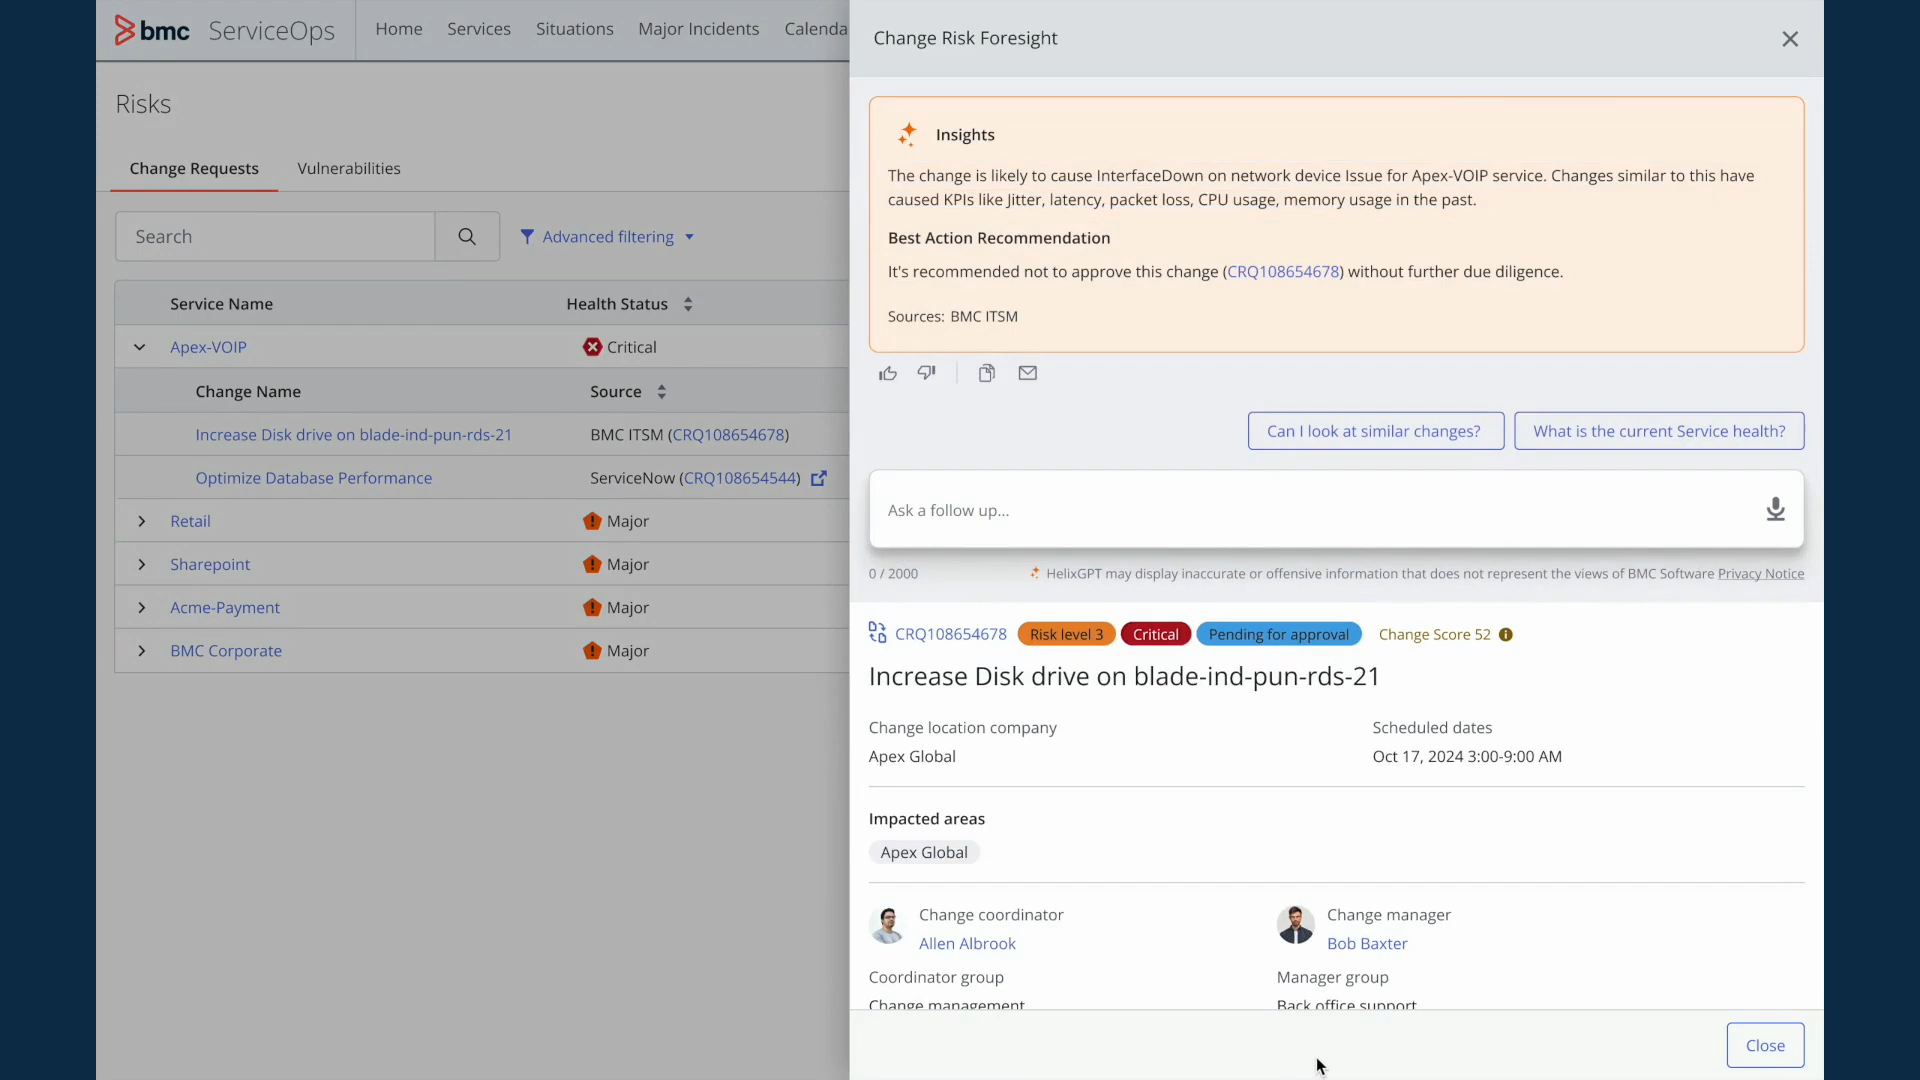 bmc ServiceOps
Home Services Situations Major Incidents Calenda
Risks
Change Requests Vulnerabilities
Search Advanced filtering
Service Name Health Status
Apex-VOIP Critical
Change Name Source
Increase Disk drive on blade-ind-pun-rds-21 BMC ITSM (CRQ108654678)
Optimize Database Performance ServiceNow (CRQ108654544)
Retail Major
Sharepoint Major
Acme-Payment Major
BMC Corporate Major
Change Risk Foresight
Insights
The change is likely to cause InterfaceDown on network device Issue for Apex-VOIP service. Changes similar to this have
caused KPIs like Jitter, latency, packet loss, CPU usage, memory usage in the past.
Best Action Recommendation
It's recommended not to approve this change (CRQ108654678) without further due diligence.
Sources: BMC ITSM
Can I look at similar changes? What is the current Service health?
Ask a follow up...
0 / 2000 HelixGPT may display inaccurate or offensive information that does not represent the views of BMC Software Privacy Notice
CRQ108654678 Risk level 3 Critical Pending for approval Change Score 52
Increase Disk drive on blade-ind-pun-rds-21
Change location company Scheduled dates
Apex Global Oct 17, 2024 3:00-9:00 AM
Impacted areas
Apex Global
Change coordinator Change manager
Allen Albrook Bob Baxter
Coordinator group Manager group
Change management Back office support
Close